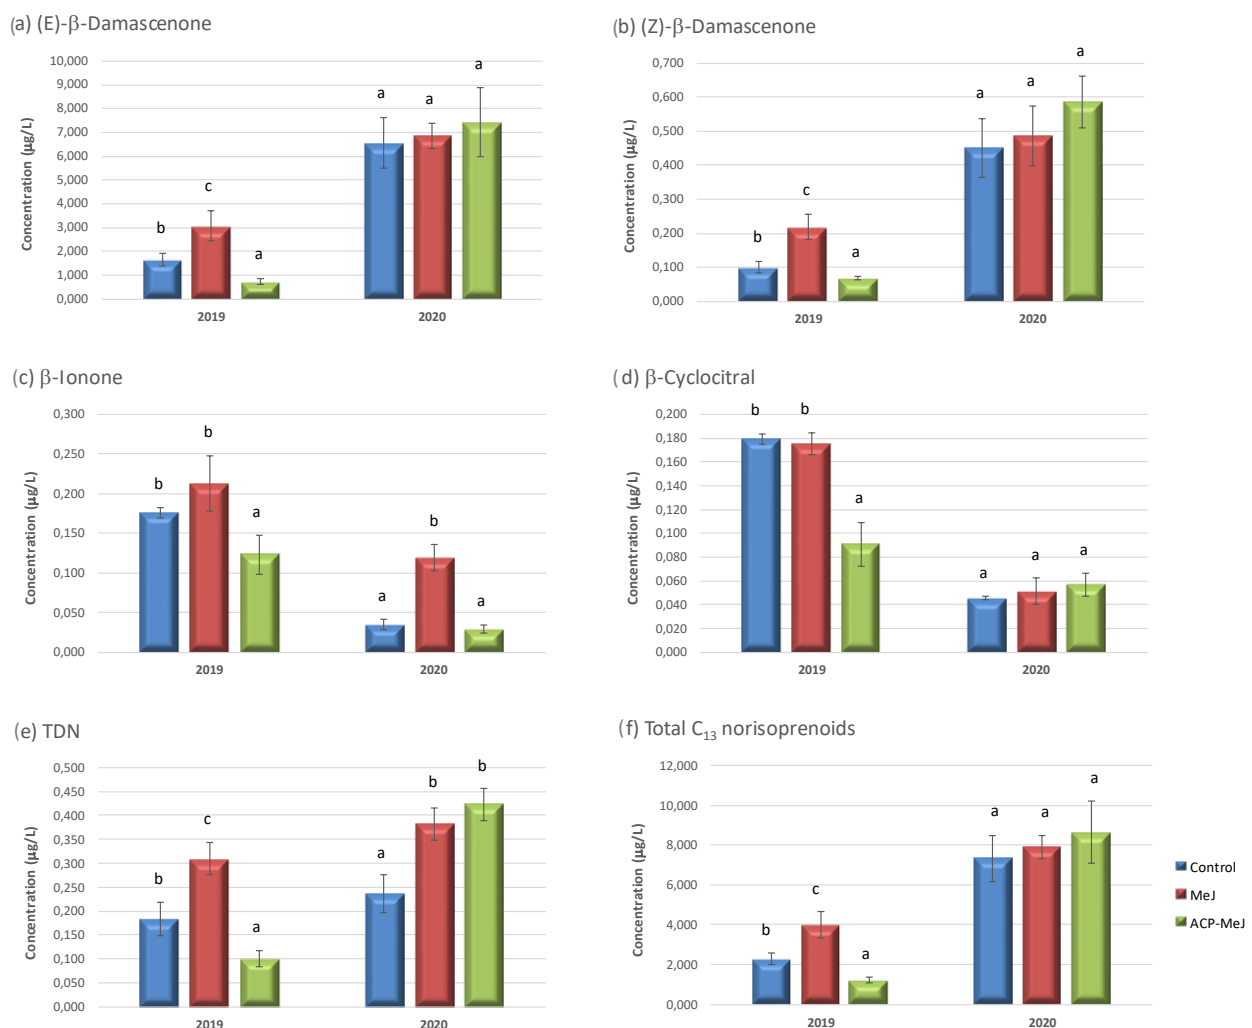 (a) (E)-β-Damascenone
Concentration (µg/L)
10,000
9,000
8,000
7,000
6,000
5,000
4,000
3,000
2,000
1,000
0,000
b
c
a
a
a
a
2019
2020
(b) (Z)-β-Damascenone
Concentration (µg/L)
0,700
0,600
0,500
0,400
0,300
0,200
0,100
0,000
b
c
a
a
a
a
2019
2020
(c) β-Ionone
Concentration (µg/L)
0,300
0,250
0,200
0,150
0,100
0,050
0,000
b
b
a
a
b
a
2019
2020
(d) β-Cyclocitral
Concentration (µg/L)
0,200
0,180
0,160
0,140
0,120
0,100
0,080
0,060
0,040
0,020
0,000
b
b
a
a
a
a
2019
2020
(e) TDN
Concentration (µg/L)
0,500
0,450
0,400
0,350
0,300
0,250
0,200
0,150
0,100
0,050
0,000
b
c
a
a
b
b
2019
2020
(f) Total C₁₃ norisoprenoids
Concentration (µg/L)
12,000
10,000
8,000
6,000
4,000
2,000
0,000
b
c
a
a
a
a
2019
2020
Control
MeJ
ACP-MeJ